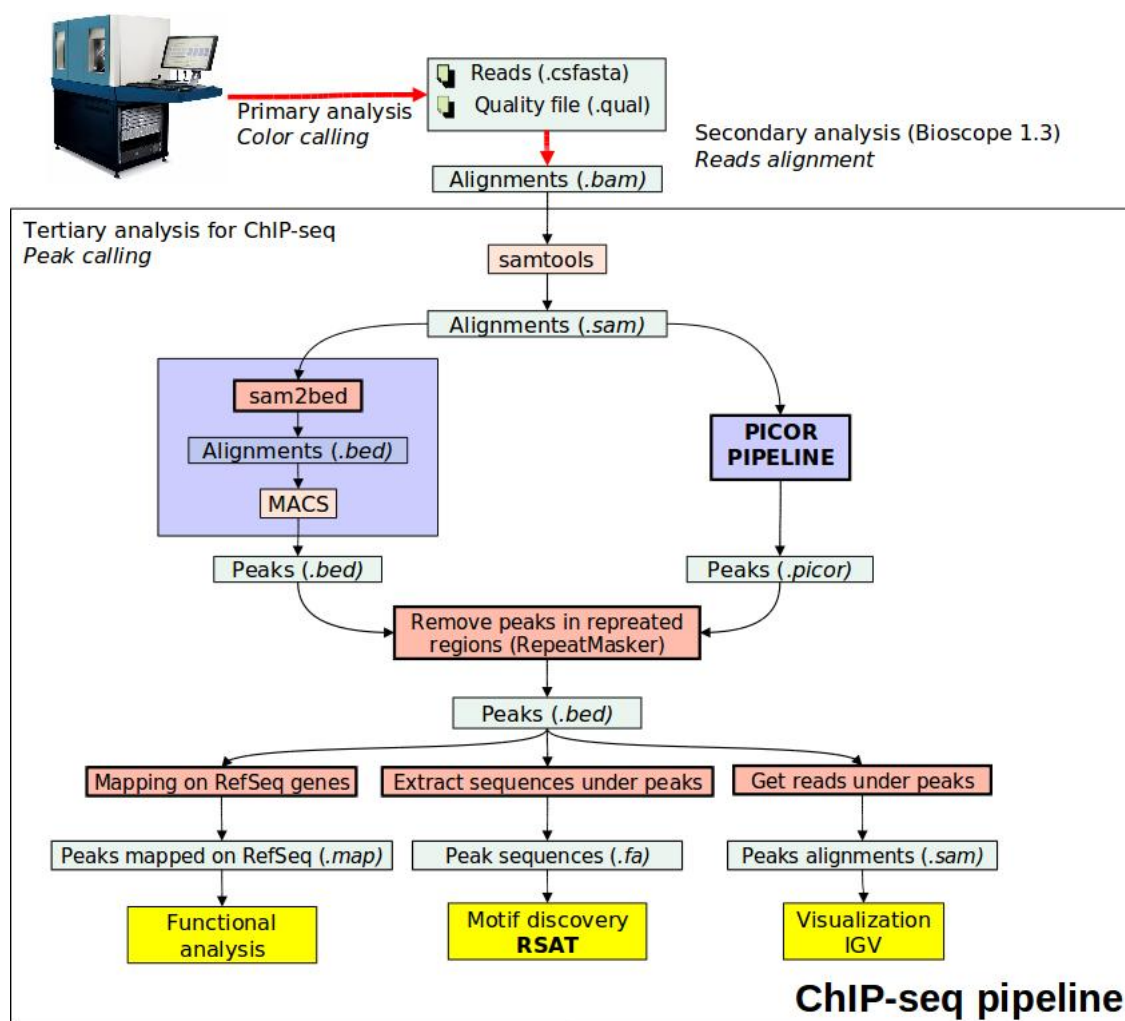 Reads (.csfasta)
Quality file (.qual)
Primary analysis
Color calling
Secondary analysis (Bioscope 1.3)
Reads alignment
Alignments (.bam)
Tertiary analysis for ChIP-seq
Peak calling
samtools
Alignments (.sam)
sam2bed
Alignments (.bed)
MACS
PICOR
PIPELINE
Peaks (.bed)
Peaks (.picor)
Remove peaks in repreated
regions (RepeatMasker)
Peaks (.bed)
Mapping on RefSeq genes
Extract sequences under peaks
Get reads under peaks
Peaks mapped on RefSeq (.map)
Peak sequences (.fa)
Peaks alignments (.sam)
Functional
analysis
Motif discovery
RSAT
Visualization
IGV
ChIP-seq pipeline